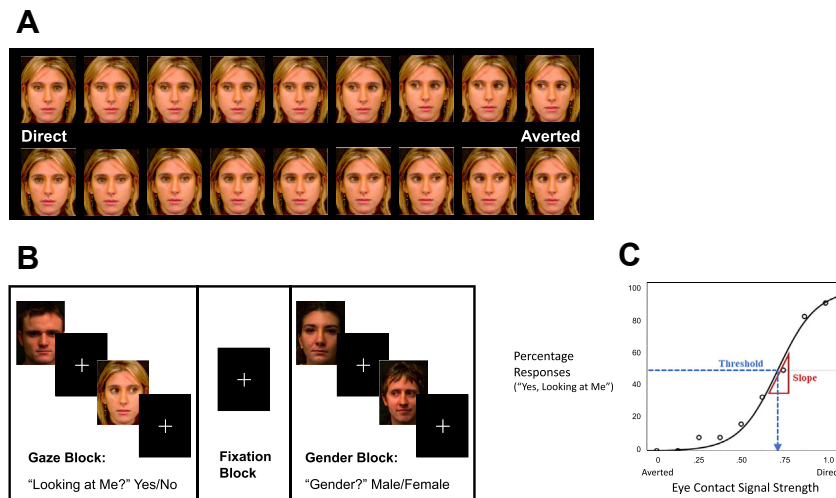 A
Direct
Averted
B
Gaze Block:
"Looking at Me?" Yes/No
Fixation
Block
Gender Block:
"Gender?" Male/Female
C
Percentage
Responses
("Yes, Looking at Me")
100
80
60
40
20
0
Threshold
Slope
0 .25 .50 .75 1.0
Averted Direc
Eye Contact Signal Strength